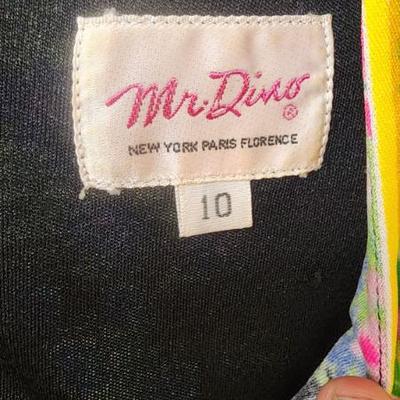 Mr. Dino®
NEW YORK PARIS FLORENCE
10